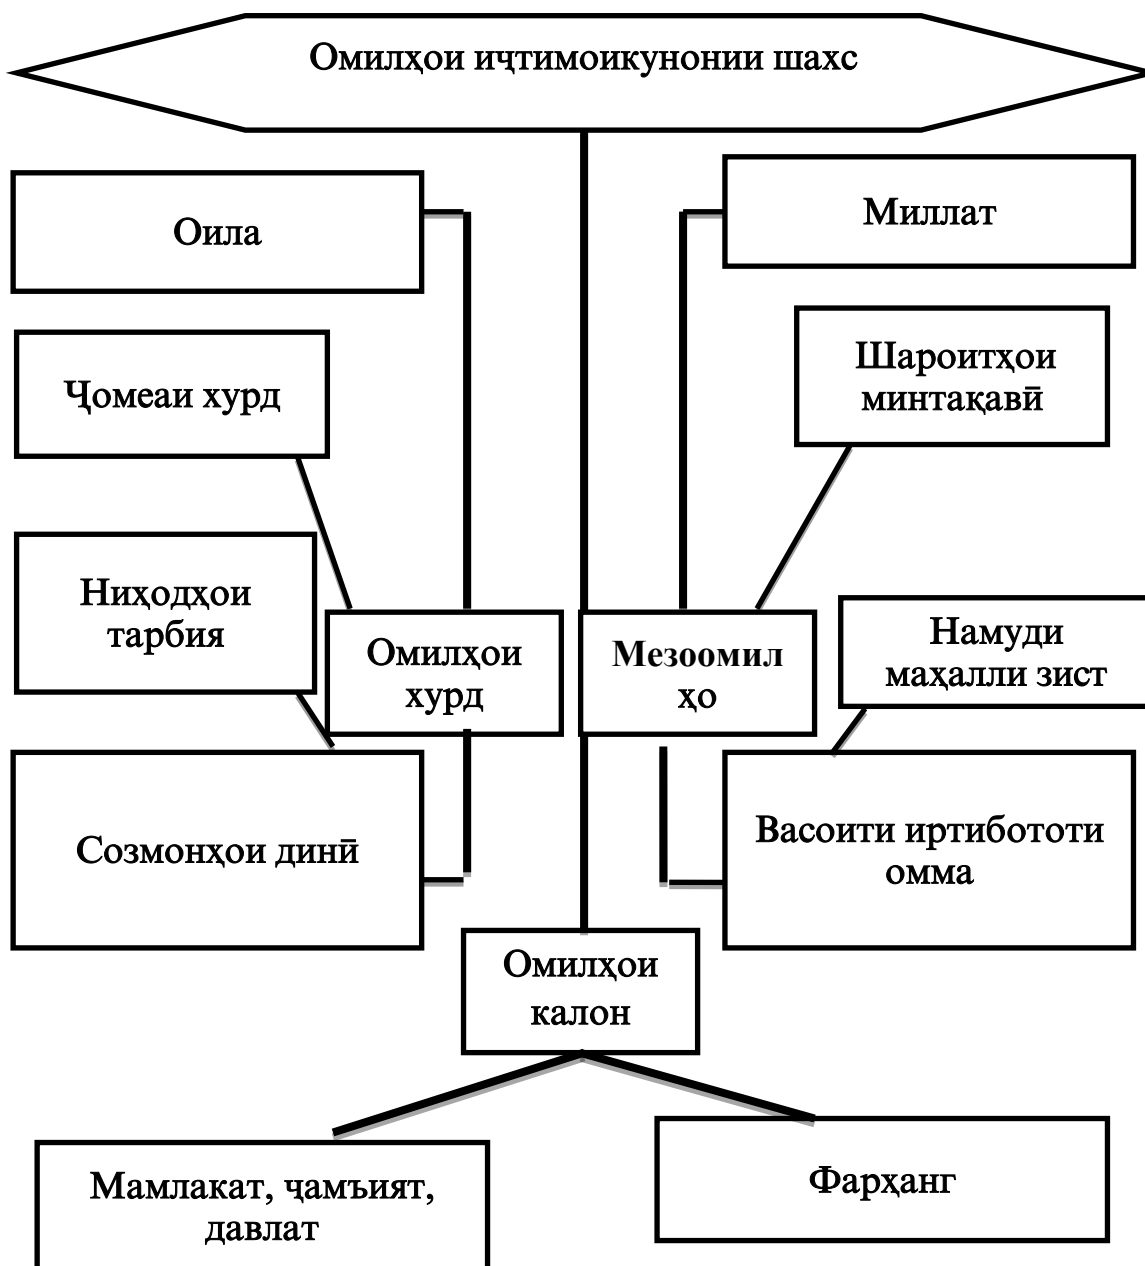 Омилҳои иҷтимоикунонии шахс
Оила
Миллат
Ҷомеаи хурд
Шароитҳои
минтақавӣ
Ниҳодҳои
тарбия
Омилҳои
хурд
Мезоомил
ҳо
Намуди
маҳалли зист
Созмонҳои динӣ
Васоити иртибототи
омма
Омилҳои
калон
Мамлакат, ҷамъият,
давлат
Фарҳанг